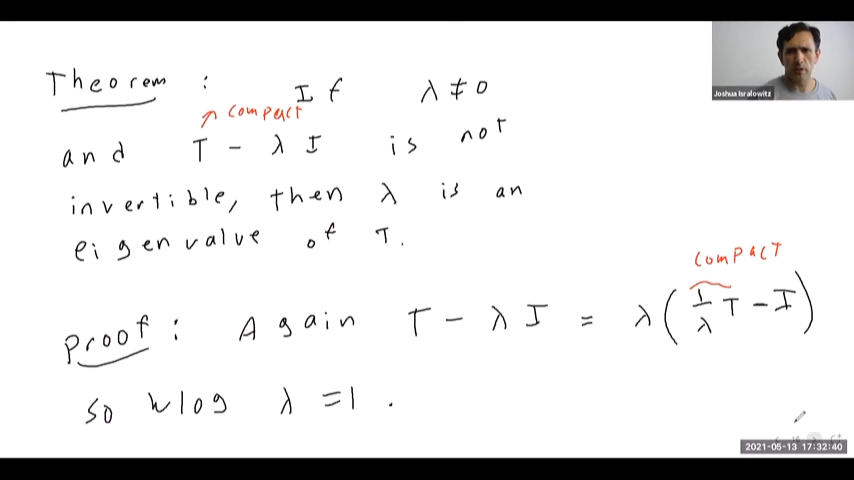 Theorem : If λ ≠ 0
↗ compact
and T - λ I is not
invertible, then λ is an
eigenvalue of T.
compact
Proof : Again T - λ I = λ ( 1/λ T - I )
so wlog λ = 1 .
Joshua Isralowitz
2021-05-13 17:32:40